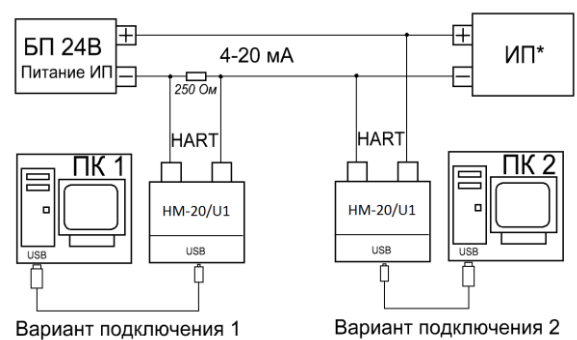 БП 24В
Питание ИП
+
−
4-20 мА
250 Ом
+
−
ИП*
HART
HART
ПК 1
USB
HM-20/U1
USB
HM-20/U1
USB
ПК 2
USB
Вариант подключения 1
Вариант подключения 2